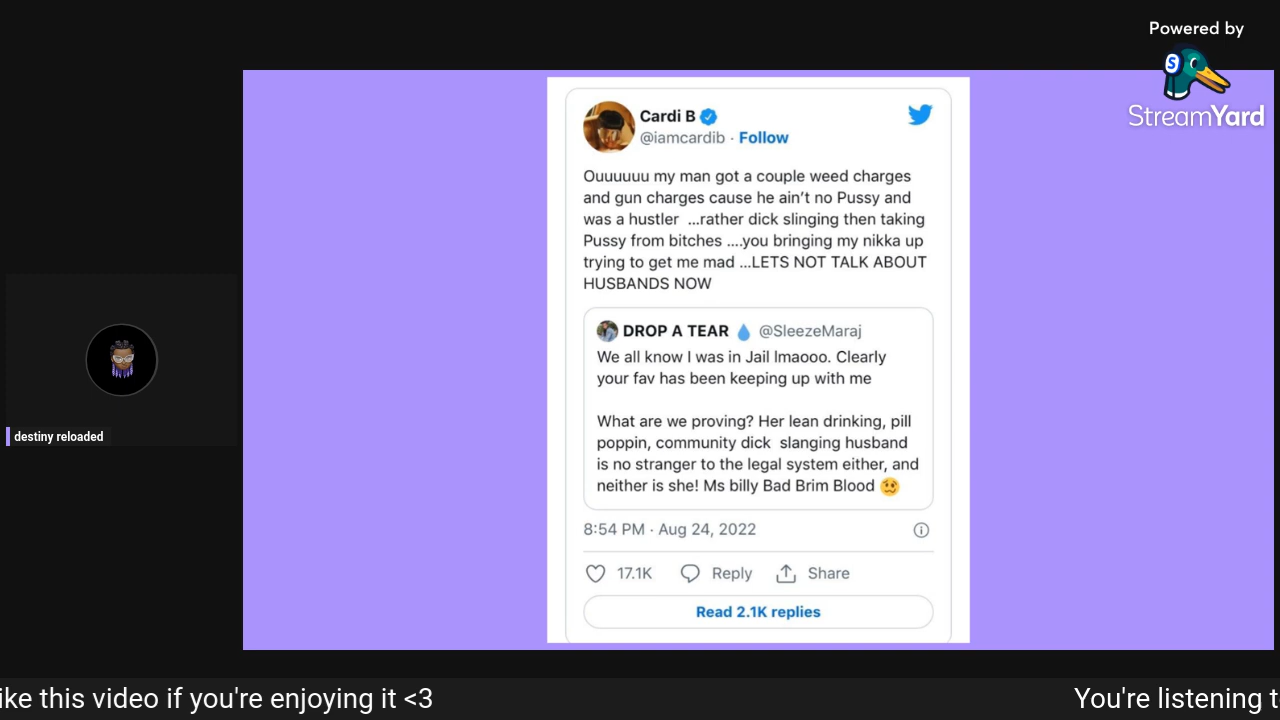 Powered by
StreamYard
Cardi B
@iamcardib · Follow
Ouuuuuu my man got a couple weed charges
and gun charges cause he ain’t no Pussy and
was a hustler ...rather dick slinging then taking
Pussy from bitches ....you bringing my nikka up
trying to get me mad ...LETS NOT TALK ABOUT
HUSBANDS NOW
DROP A TEAR 💧 @SleezeMaraj
We all know I was in Jail lmaooo. Clearly
your fav has been keeping up with me
What are we proving? Her lean drinking, pill
poppin, community dick slanging husband
is no stranger to the legal system either, and
neither is she! Ms billy Bad Brim Blood 🥴
8:54 PM · Aug 24, 2022
17.1K Reply Share
Read 2.1K replies
destiny reloaded
ike this video if you're enjoying it <3
You're listening t